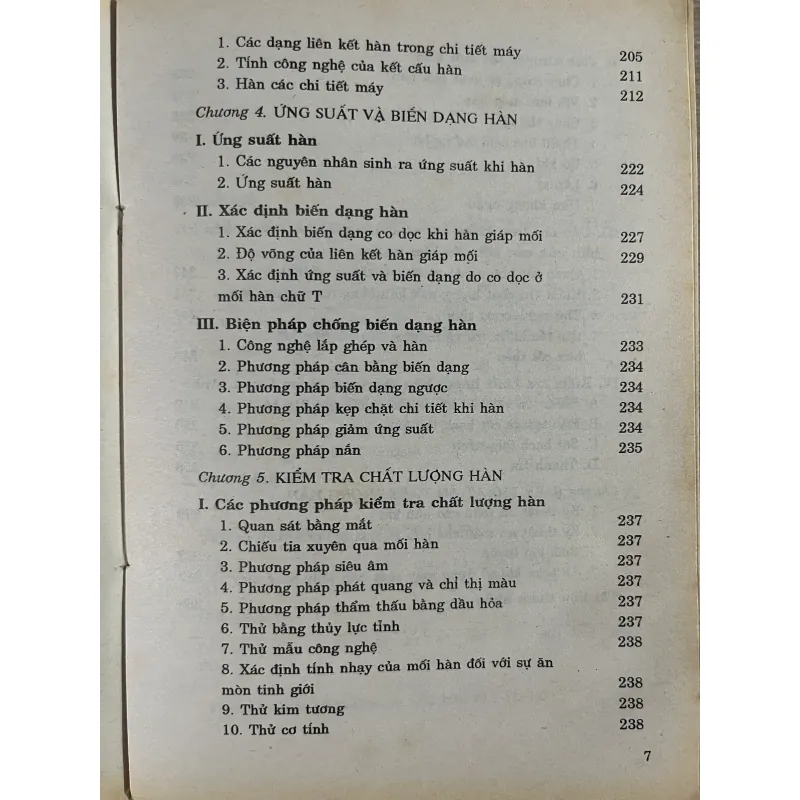 1. Các dạng liên kết hàn trong chi tiết máy 205
2. Tính công nghệ của kết cấu hàn 211
3. Hàn các chi tiết máy 212
Chương 4. ỨNG SUẤT VÀ BIẾN DẠNG HÀN
I. Ứng suất hàn
1. Các nguyên nhân sinh ra ứng suất khi hàn 222
2. Ứng suất hàn 224
II. Xác định biến dạng hàn
1. Xác định biến dạng co dọc khi hàn giáp mối 227
2. Độ võng của liên kết hàn giáp mối 229
3. Xác định ứng suất và biến dạng do co dọc ở
mối hàn chữ T 231
III. Biện pháp chống biến dạng hàn
1. Công nghệ lắp ghép và hàn 233
2. Phương pháp cân bằng biến dạng 234
3. Phương pháp biến dạng ngược 234
4. Phương pháp kẹp chặt chi tiết khi hàn 234
5. Phương pháp giảm ứng suất 234
6. Phương pháp nắn 235
Chương 5. KIỂM TRA CHẤT LƯỢNG HÀN
I. Các phương pháp kiểm tra chất lượng hàn
1. Quan sát bằng mắt 237
2. Chiếu tia xuyên qua mối hàn 237
3. Phương pháp siêu âm 237
4. Phương pháp phát quang và chỉ thị màu 237
5. Phương pháp thẩm thấu bằng dầu hỏa 237
6. Thử bằng thủy lực tỉnh 237
7. Thử mẫu công nghệ 238
8. Xác định tính nhạy của mối hàn đối với sự ăn
mòn tinh giới 238
9. Thử kim tương 238
10. Thử cơ tính 238
7